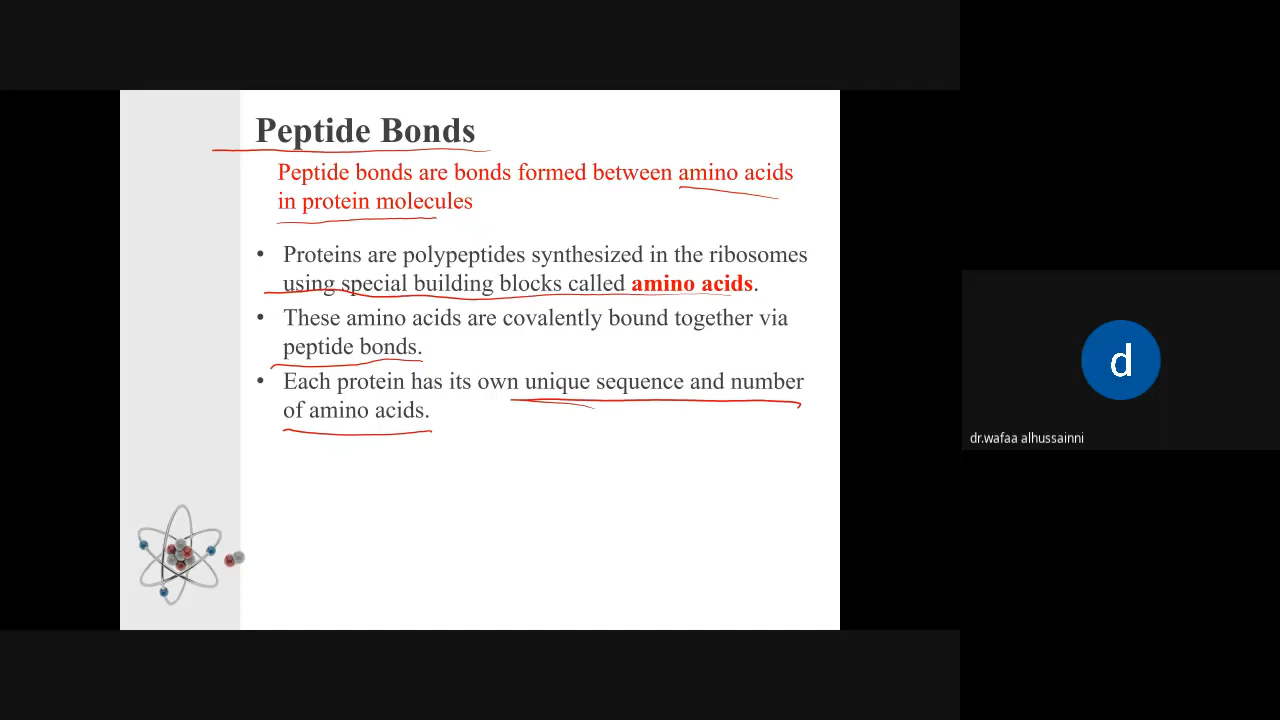 Peptide Bonds
Peptide bonds are bonds formed between amino acids
in protein molecules
• Proteins are polypeptides synthesized in the ribosomes
using special building blocks called amino acids.
• These amino acids are covalently bound together via
peptide bonds.
• Each protein has its own unique sequence and number
of amino acids.
d
dr.wafaa alhussainni